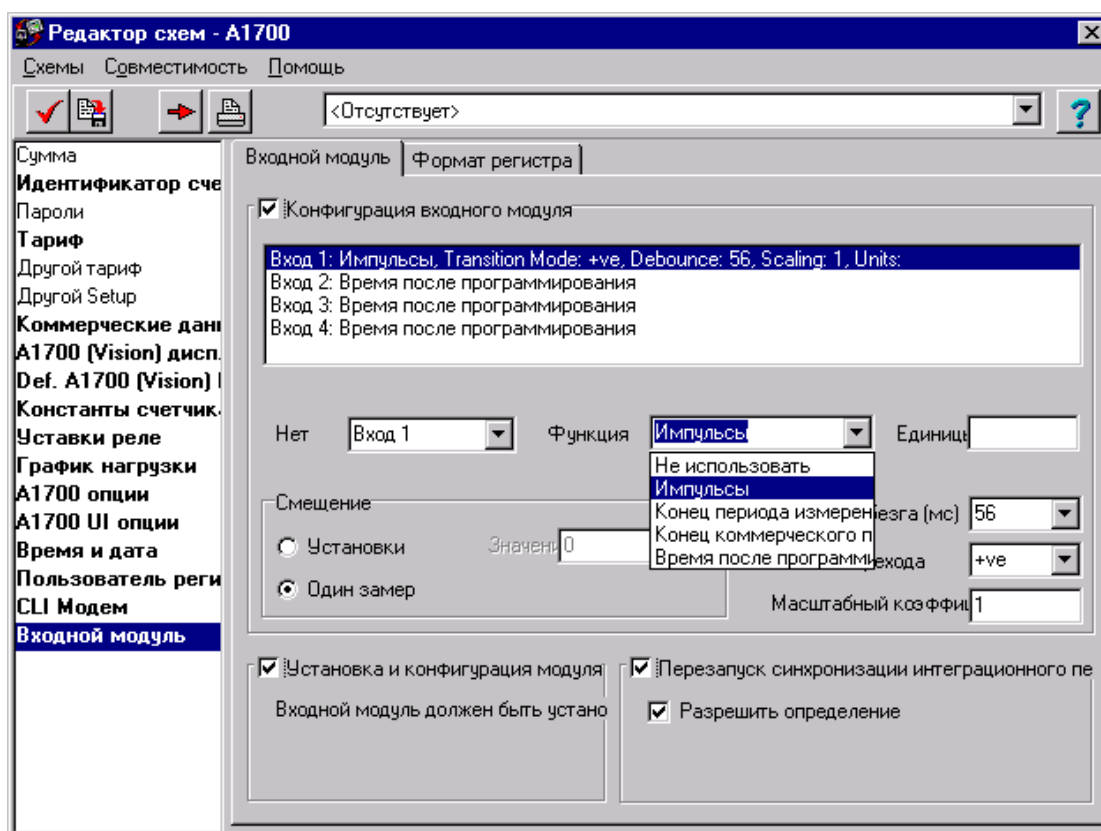 Редактор схем - A1700
Схемы Совместимость Помощь
<Отсутствует>
?
Сумма
Идентификатор сче
Пароли
Тариф
Другой тариф
Другой Setup
Коммерческие данн
A1700 (Vision) дисп.
Def. A1700 (Vision)
Константы счетчик
Уставки реле
График нагрузки
A1700 опции
A1700 UI опции
Время и дата
Пользователь реги
CLI Модем
Входной модуль
Входной модуль Формат регистра
Конфигурация входного модуля
Вход 1: Импульсы, Transition Mode: +ve, Debounce: 56, Scaling: 1, Units:
Вход 2: Время после программирования
Вход 3: Время после программирования
Вход 4: Время после программирования
Нет Вход 1 Функция Импульсы Единицы
Не использовать
Импульсы
Конец периода измерен
Конец коммерческого п
Время после программи
Смещение
Установки Значени 0
Один замер
безга (мс) 56
рехода +ve
Масштабный коэффиц 1
Установка и конфигурация модуля
Входной модуль должен быть устано
Перезапуск синхронизации интеграционного пе
Разрешить определение